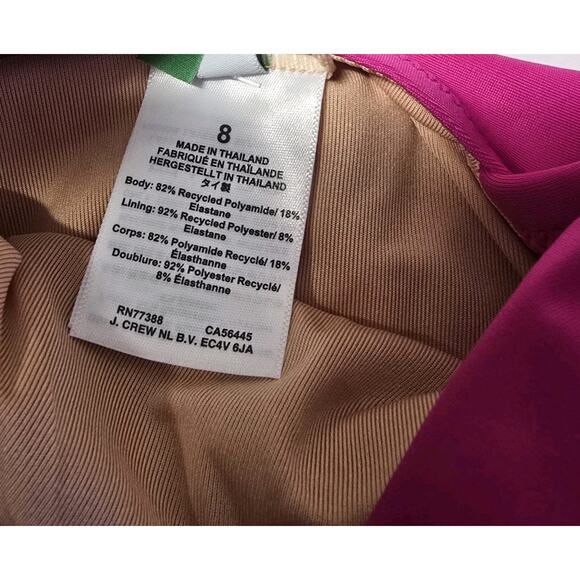 8
MADE IN THAILAND
FABRIQUÉ EN THAÏLANDE
HERGESTELLT IN THAILAND
タイ製
Body: 82% Recycled Polyamide/ 18%
Elastane
Lining: 92% Recycled Polyester/ 8%
Elastane
Corps: 82% Polyamide Recyclé/ 18%
Élasthanne
Doublure: 92% Polyester Recyclé/
8% Élasthanne
RN77388 CA56445
J. CREW NL B.V. EC4V 6JA